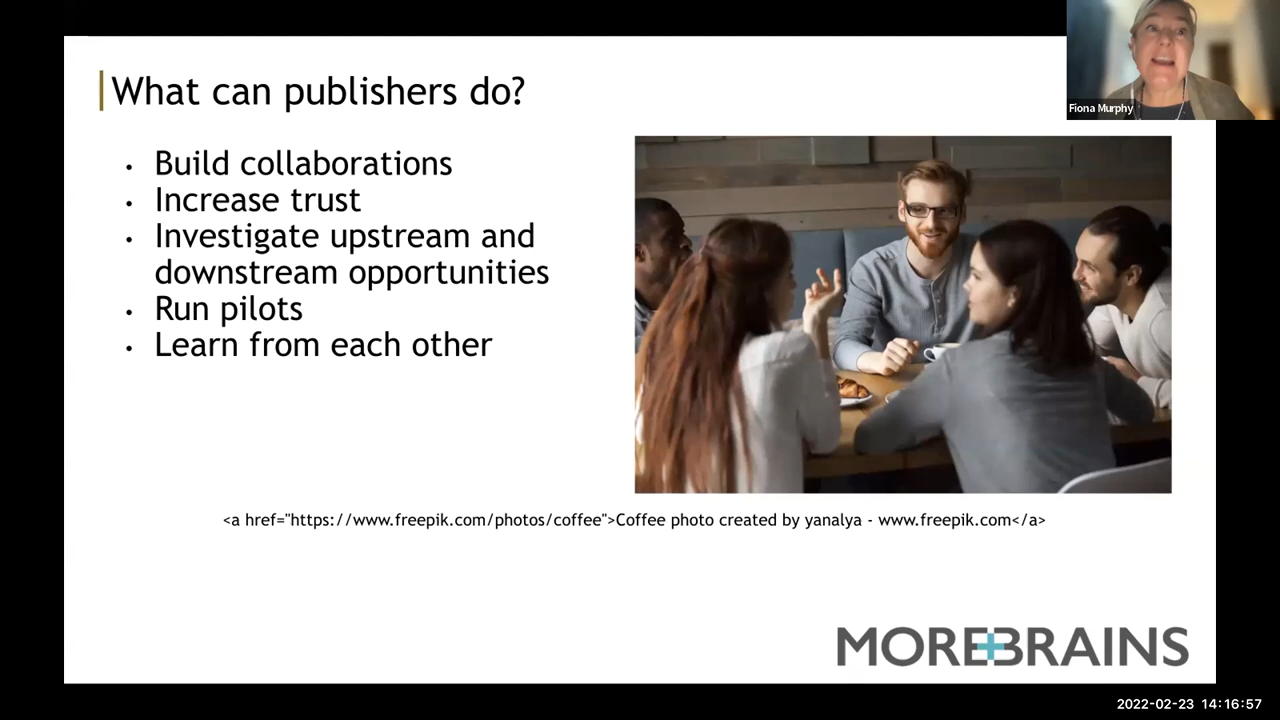 Fiona Murphy
What can publishers do?
• Build collaborations
• Increase trust
• Investigate upstream and
downstream opportunities
• Run pilots
• Learn from each other
<a href="https://www.freepik.com/photos/coffee">Coffee photo created by yanalya - www.freepik.com</a>
MORE+BRAINS
2022-02-23 14:16:57